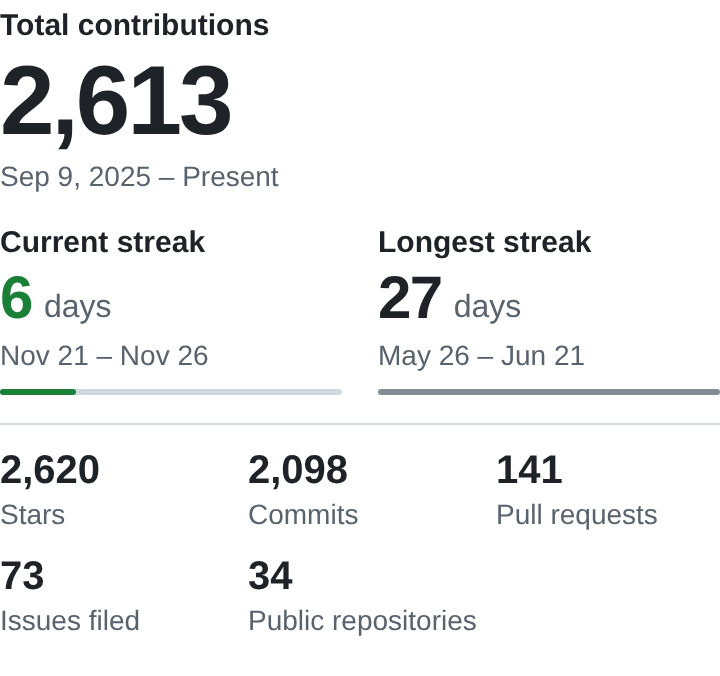 Total contributions
2,613
Sep 9, 2025 – Present
Current streak
Longest streak
6 days
27 days
Nov 21 – Nov 26
May 26 – Jun 21
2,620
2,098
141
Stars
Commits
Pull requests
73
34
Issues filed
Public repositories